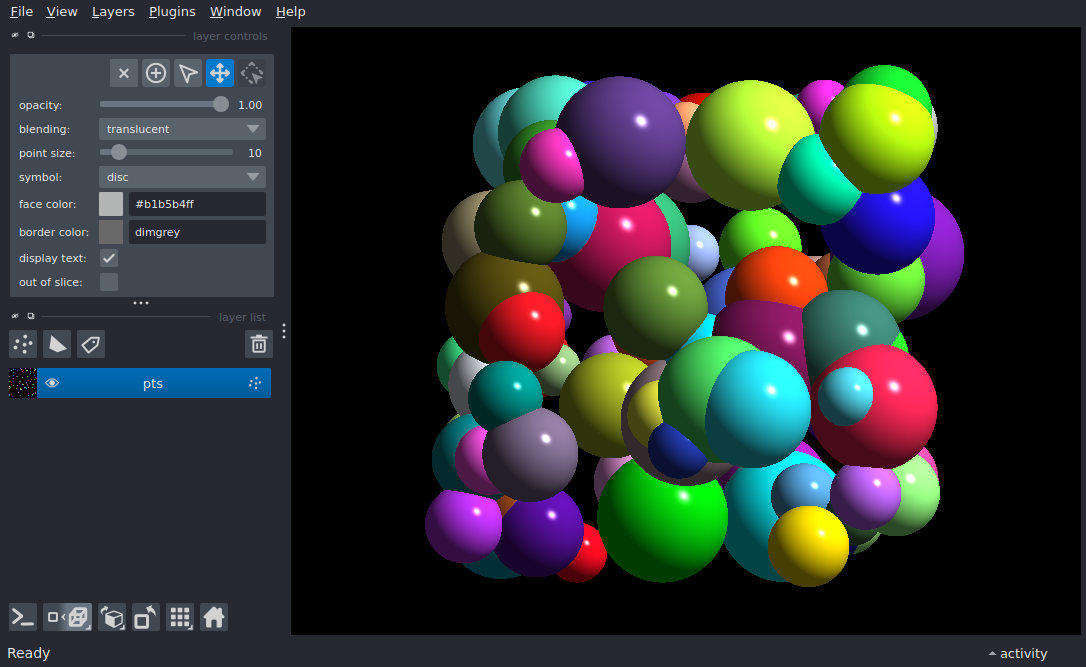 File View Layers Plugins Window Help
layer controls
opacity: 1.00
blending: translucent
point size: 10
symbol: disc
face color: #b1b5b4ff
border color: dimgrey
display text:
out of slice:
layer list
pts
Ready
activity